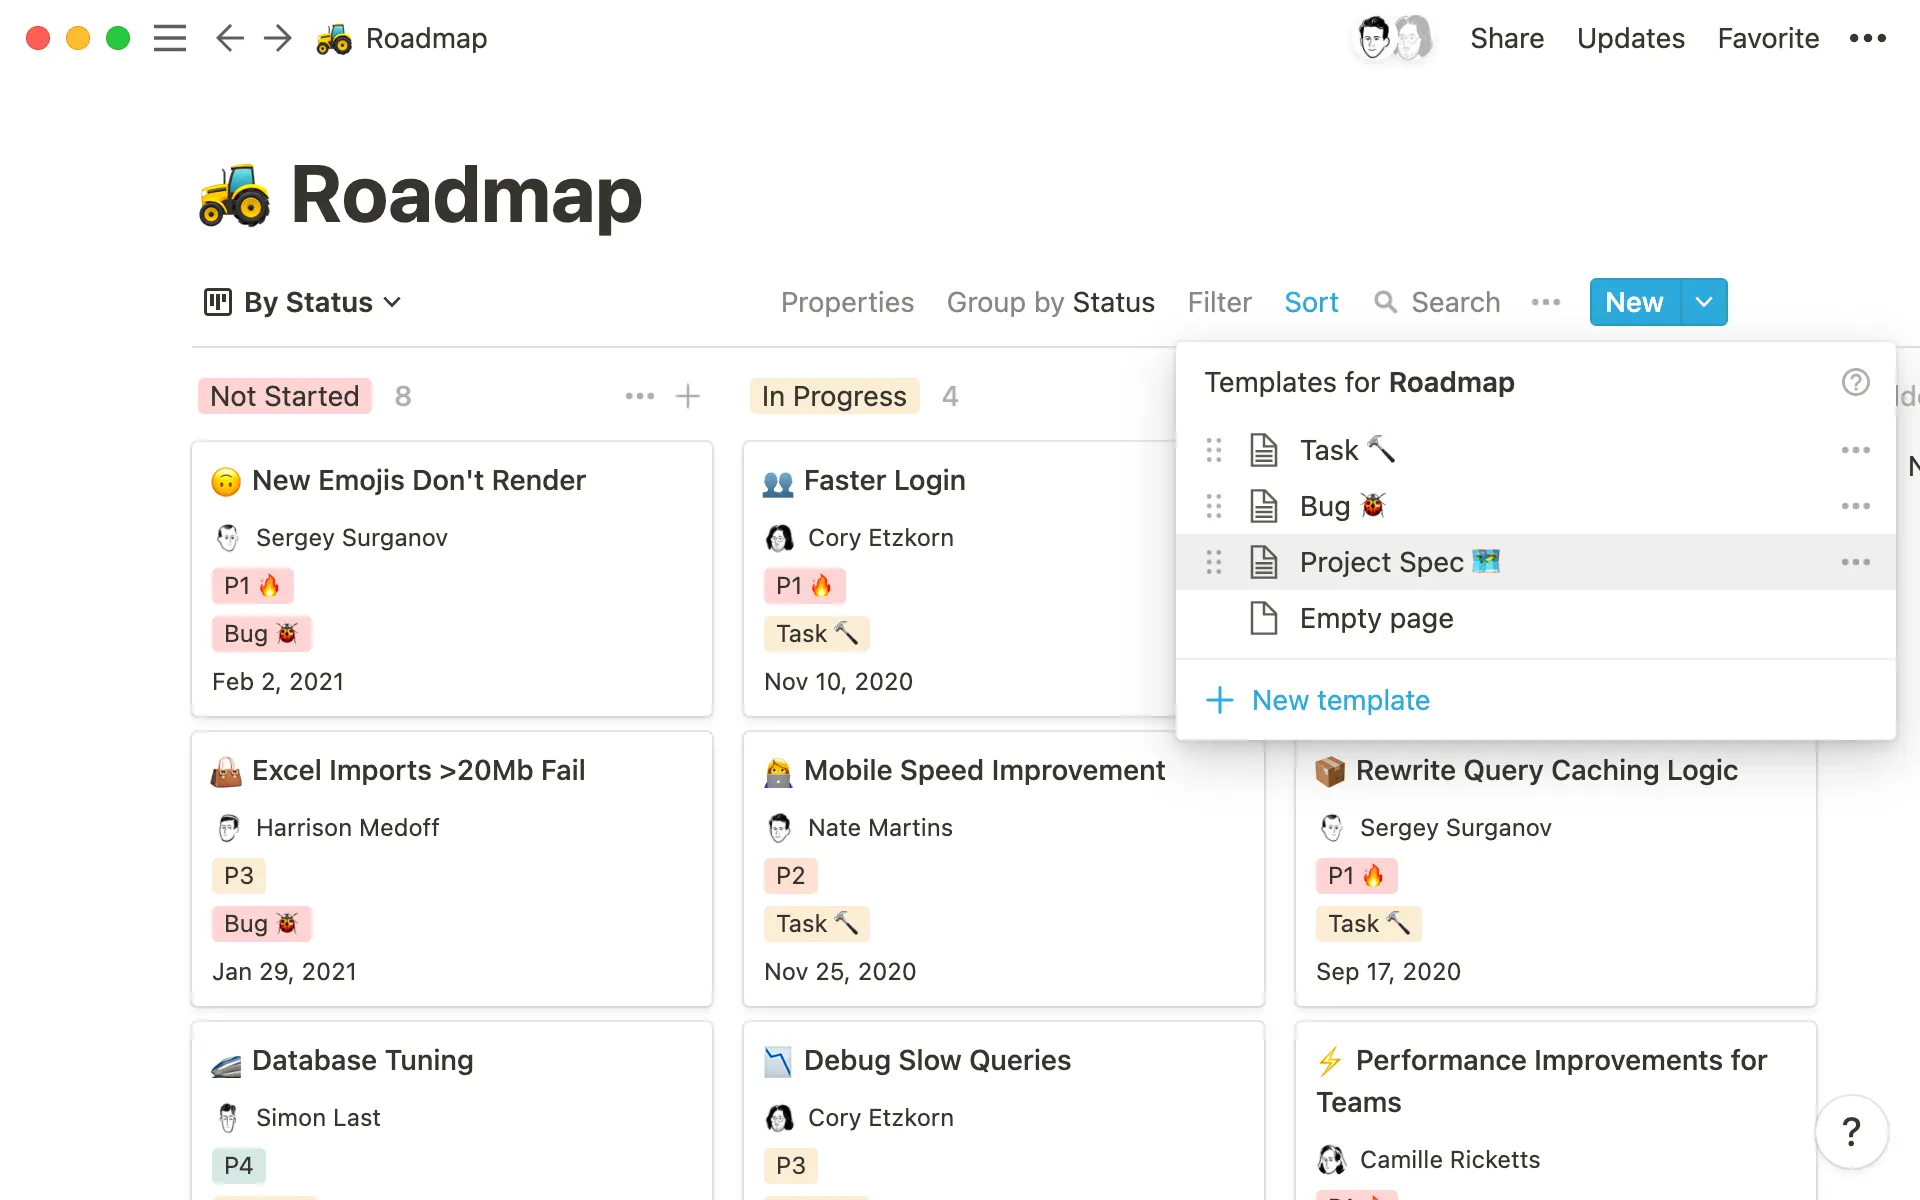 Roadmap
Share Updates Favorite
Roadmap
By Status
Properties Group by Status Filter Sort Search New
Templates for Roadmap
Task
Bug
Project Spec
Empty page
New template
Not Started 8
New Emojis Don't Render
Sergey Surganov
P1
Bug
Feb 2, 2021
Excel Imports >20Mb Fail
Harrison Medoff
P3
Bug
Jan 29, 2021
Database Tuning
Simon Last
P4
In Progress 4
Faster Login
Cory Etzkorn
P1
Task
Nov 10, 2020
Mobile Speed Improvement
Nate Martins
P2
Task
Nov 25, 2020
Debug Slow Queries
Cory Etzkorn
P3
Rewrite Query Caching Logic
Sergey Surganov
P1
Task
Sep 17, 2020
Performance Improvements for
Teams
Camille Ricketts
?